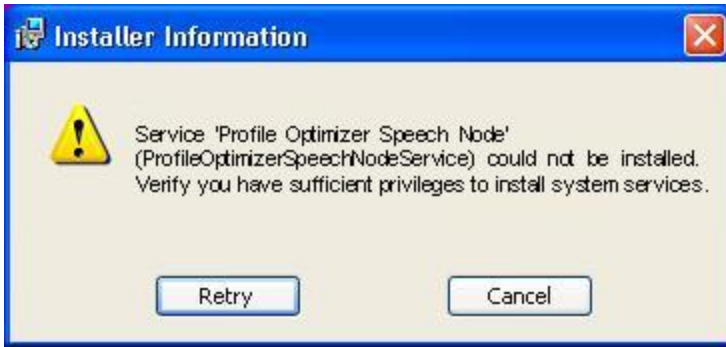 Installer Information
Service 'Profile Optimizer Speech Node'
(ProfileOptimizerSpeechNodeService) could not be installed.
Verify you have sufficient privileges to install system services.
Retry Cancel